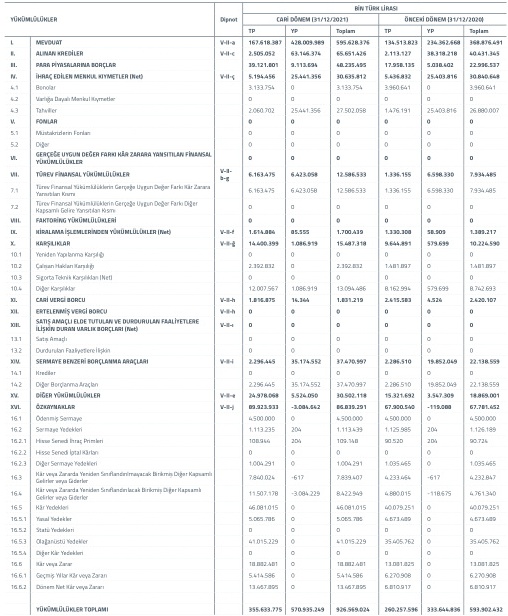 BİN TÜRK LİRASI
YÜKÜMLÜLÜKLER Dipnot CARİ DÖNEM (31/12/2021) ÖNCEKİ DÖNEM (31/12/2020)
TP YP Toplam TP YP Toplam
I. MEVDUAT V-II-a 167.618.387 428.009.989 595.628.376 134.513.823 234.362.668 368.876.491
II. ALINAN KREDİLER V-II-c 2.505.052 63.146.374 65.651.426 2.113.127 38.318.218 40.431.345
III. PARA PİYASALARINA BORÇLAR 39.121.801 9.113.694 48.235.495 17.958.135 5.038.402 22.996.537
IV. İHRAÇ EDİLEN MENKUL KIYMETLER (Net) V-II-ç 5.194.456 25.441.356 30.635.812 5.436.832 25.403.816 30.840.648
4.1 Bonolar 3.133.754 0 3.133.754 3.960.641 0 3.960.641
4.2 Varlığa Dayalı Menkul Kıymetler 0 0 0 0 0 0
4.3 Tahviller 2.060.702 25.441.356 27.502.058 1.476.191 25.403.816 26.880.007
V. FONLAR 0 0 0 0 0 0
5.1 Müstakrizlerin Fonları 0 0 0 0 0 0
5.2 Diğer 0 0 0 0 0 0
VI. GERÇEĞE UYGUN DEĞER FARKI KÂR ZARARA YANSITILAN FİNANSAL
YÜKÜMLÜLÜKLER 0 0 0 0 0 0
VII. TÜREV FİNANSAL YÜKÜMLÜLÜKLER V-II-
b-g 6.163.475 6.423.058 12.586.533 1.336.155 6.598.330 7.934.485
7.1 Türev Finansal Yükümlülüklerin Gerçeğe Uygun Değer Farkı Kâr Zarara
Yansıtılan Kısmı 6.163.475 6.423.058 12.586.533 1.336.155 6.598.330 7.934.485
7.2 Türev Finansal Yükümlülüklerin Gerçeğe Uygun Değer Farkı Diğer
Kapsamlı Gelire Yansıtılan Kısmı 0 0 0 0 0 0
VIII. FAKTORİNG YÜKÜMLÜLÜKLERİ 0 0 0 0 0 0
IX. KİRALAMA İŞLEMLERİNDEN YÜKÜMLÜLÜKLER (Net) V-II-f 1.614.884 85.555 1.700.439 1.330.308 58.909 1.389.217
X. KARŞILIKLAR V-II-ğ 14.400.399 1.086.919 15.487.318 9.644.891 579.699 10.224.590
10.1 Yeniden Yapılanma Karşılığı 0 0 0 0 0 0
10.2 Çalışan Hakları Karşılığı 2.392.832 0 2.392.832 1.481.897 0 1.481.897
10.3 Sigorta Teknik Karşılıkları (Net) 0 0 0 0 0 0
10.4 Diğer Karşılıklar 12.007.567 1.086.919 13.094.486 8.162.994 579.699 8.742.693
XI. CARİ VERGİ BORCU V-II-h 1.816.875 14.344 1.831.219 2.415.583 4.524 2.420.107
XII. ERTELENMİŞ VERGİ BORCU V-II-h 0 0 0 0 0 0
XIII. SATIŞ AMAÇLI ELDE TUTULAN VE DURDURULAN FAALİYETLERE
İLİŞKİN DURAN VARLIK BORÇLARI (Net) V-II-ı 0 0 0 0 0 0
13.1 Satış Amaçlı 0 0 0 0 0 0
13.2 Durdurulan Faaliyetlere İlişkin 0 0 0 0 0 0
XIV. SERMAYE BENZERİ BORÇLANMA ARAÇLARI V-II-i 2.296.445 35.174.552 37.470.997 2.286.510 19.852.049 22.138.559
14.1 Krediler 0 0 0 0 0 0
14.2 Diğer Borçlanma Araçları 2.296.445 35.174.552 37.470.997 2.286.510 19.852.049 22.138.559
XV. DİĞER YÜKÜMLÜLÜKLER V-II-e 24.978.068 5.524.050 30.502.118 15.321.692 3.547.309 18.869.001
XVI. ÖZKAYNAKLAR V-II-j 89.923.933 -3.084.642 86.839.291 67.900.540 -119.088 67.781.452
16.1 Ödenmiş Sermaye 4.500.000 0 4.500.000 4.500.000 0 4.500.000
16.2 Sermaye Yedekleri 1.113.235 204 1.113.439 1.125.985 204 1.126.189
16.2.1 Hisse Senedi İhraç Primleri 108.944 204 109.148 90.520 204 90.724
16.2.2 Hisse Senedi İptal Kârları 0 0 0 0 0 0
16.2.3 Diğer Sermaye Yedekleri 1.004.291 0 1.004.291 1.035.465 0 1.035.465
16.3 Kâr veya Zararda Yeniden Sınıflandırılmayacak Birikmiş Diğer Kapsamlı
Gelirler veya Giderler 7.840.024 -617 7.839.407 4.233.464 -617 4.232.847
16.4 Kâr veya Zararda Yeniden Sınıflandırılacak Birikmiş Diğer Kapsamlı
Gelirler veya Giderler 11.507.178 -3.084.229 8.422.949 4.880.015 -118.675 4.761.340
16.5 Kâr Yedekleri 46.081.015 0 46.081.015 40.079.251 0 40.079.251
16.5.1 Yasal Yedekler 5.065.786 0 5.065.786 4.673.489 0 4.673.489
16.5.2 Statü Yedekleri 0 0 0 0 0 0
16.5.3 Olağanüstü Yedekler 41.015.229 0 41.015.229 35.405.762 0 35.405.762
16.5.4 Diğer Kâr Yedekleri 0 0 0 0 0 0
16.6 Kâr veya Zarar 18.882.481 0 18.882.481 13.081.825 0 13.081.825
16.6.1 Geçmiş Yıllar Kâr veya Zararı 5.414.586 0 5.414.586 6.270.908 0 6.270.908
16.6.2 Dönem Net Kâr veya Zararı 13.467.895 0 13.467.895 6.810.917 0 6.810.917
YÜKÜMLÜLÜKLER TOPLAMI 355.633.775 570.935.249 926.569.024 260.257.596 333.644.836 593.902.432